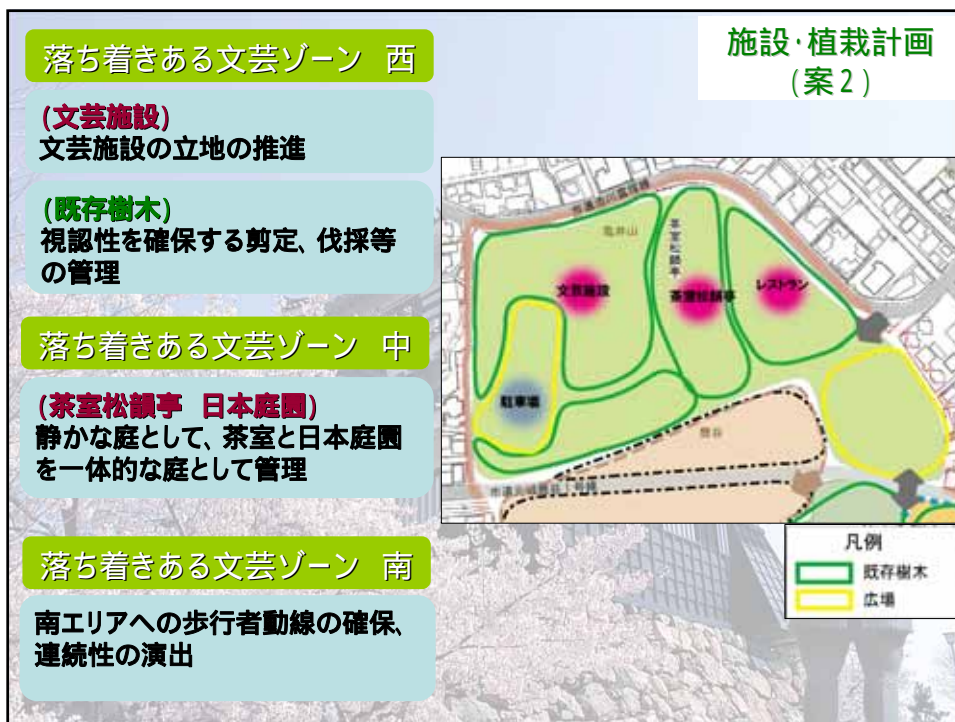 落ち着きある文芸ゾーン 西
(文芸施設)
文芸施設の立地の推進
(既存樹木)
視認性を確保する剪定、伐採等
の管理
落ち着きある文芸ゾーン 中
(茶室松韻亭 日本庭園)
静かな庭として、茶室と日本庭園
を一体的な庭として管理
落ち着きある文芸ゾーン 南
南エリアへの歩行者動線の確保、
連続性の演出
施設・植栽計画
(案2)
亀井山
茶室松韻亭
文芸施設
茶室松韻亭
レストラン
駐車場
凡例
既存樹木
広場